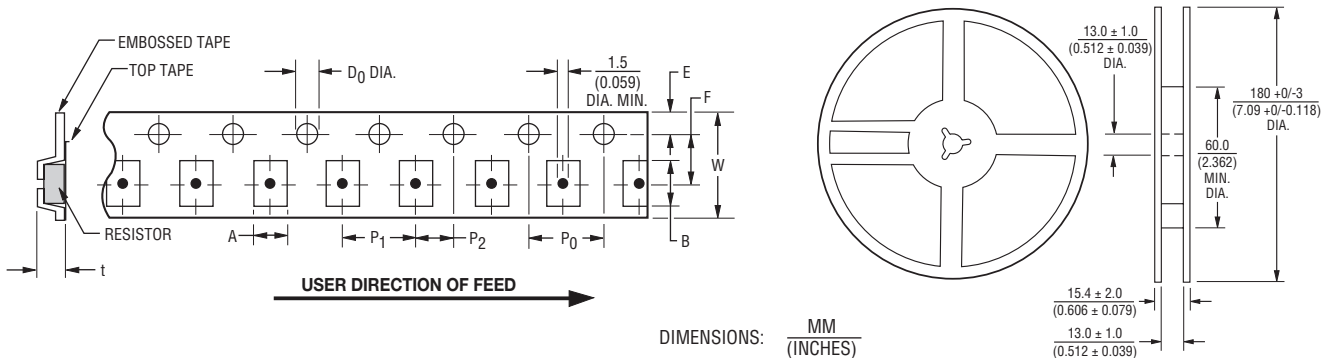 EMBOSSED TAPE
TOP TAPE
D0 DIA.
1.5
(0.059)
DIA. MIN.
E
F
W
RESISTOR
A
P1
P2
P0
B
t
USER DIRECTION OF FEED
DIMENSIONS: MM
(INCHES)
13.0 ± 1.0
(0.512 ± 0.039)
DIA.
180 +0/-3
(7.09 +0/-0.118)
DIA.
60.0
(2.362)
MIN.
DIA.
15.4 ± 2.0
(0.606 ± 0.079)
13.0 ± 1.0
(0.512 ± 0.039)